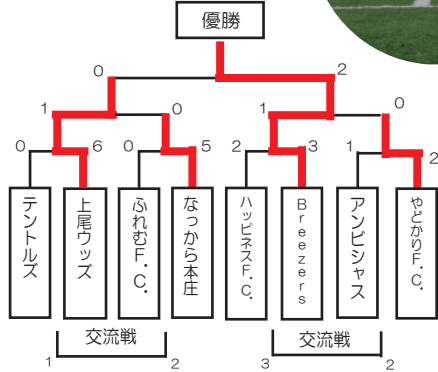 優勝
0 2
1 0 1 0
0 6 0 5 2 3 1 2
テントルズ
上尾ウッズ
ふれむF.C.
なっから本庄
ハッピネスF.C.
Breezers
アンビシャス
やどかりF.C.
交流戦 交流戦
1 2 3 2